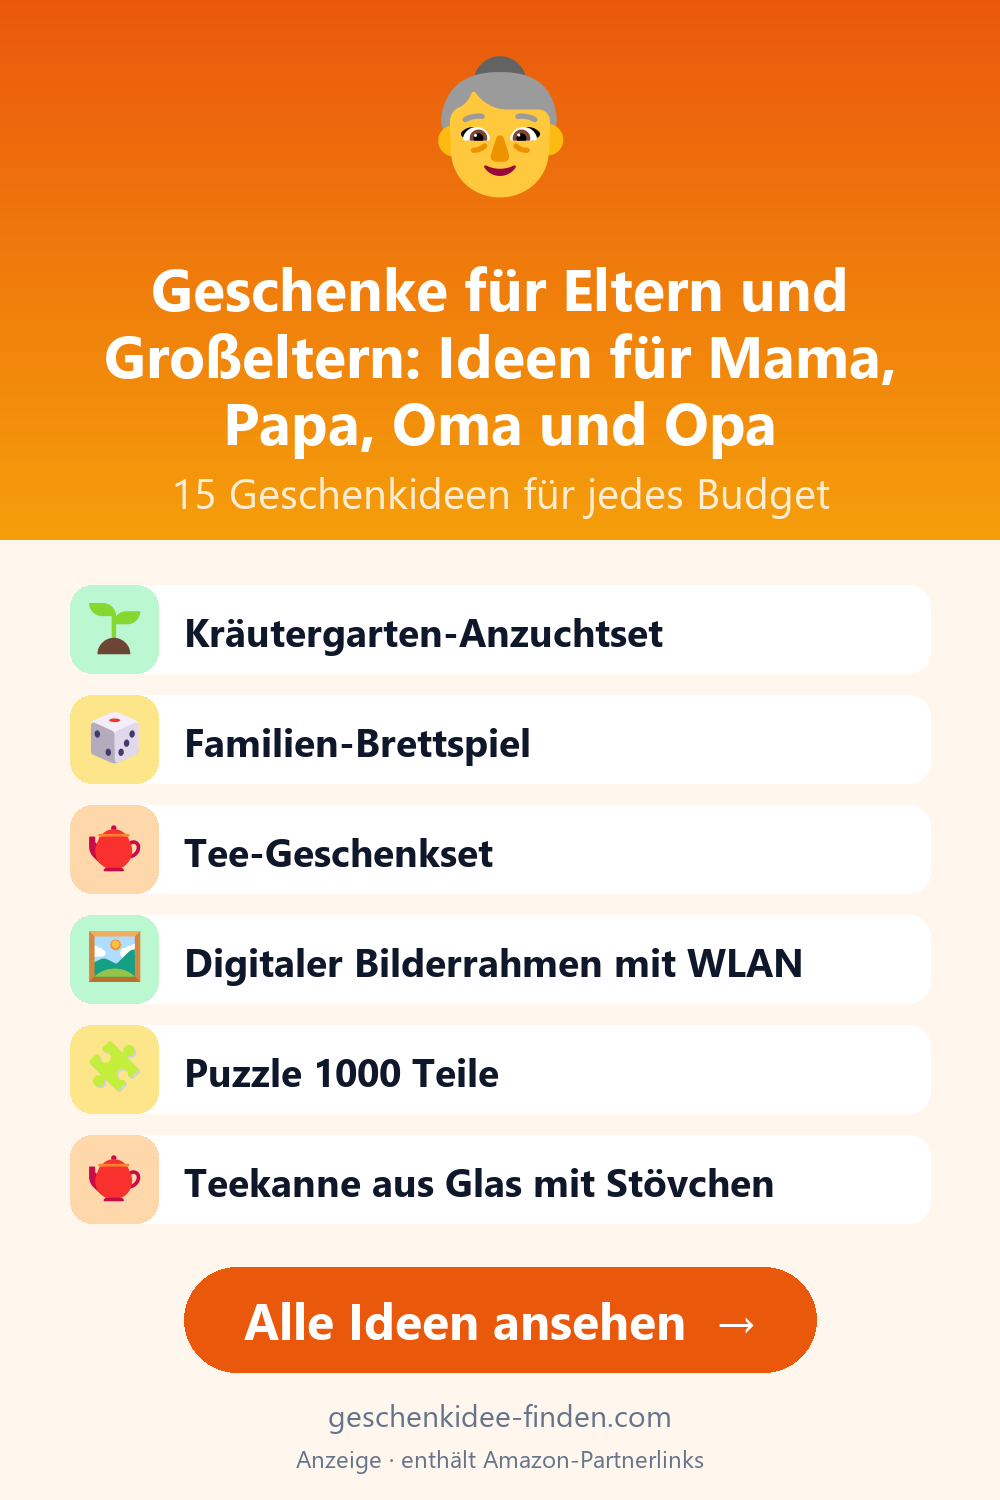 Geschenke für Eltern und
Großeltern: Ideen für Mama,
Papa, Oma und Opa
15 Geschenkideen für jedes Budget
Kräutergarten-Anzuchtset
Familien-Brettspiel
Tee-Geschenkset
Digitaler Bilderrahmen mit WLAN
Puzzle 1000 Teile
Teekanne aus Glas mit Stövchen
Alle Ideen ansehen →
geschenkidee-finden.com
Anzeige · enthält Amazon-Partnerlinks